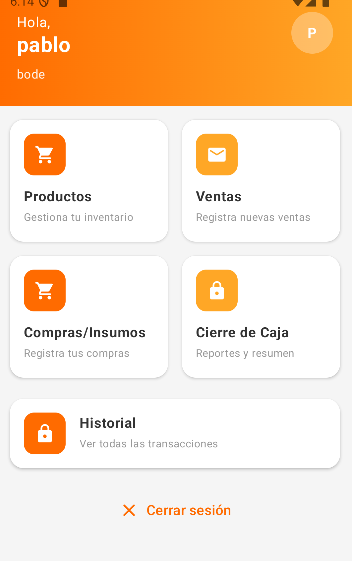 6:14
Hola,
pablo
P
bode
Productos
Gestiona tu inventario
Ventas
Registra nuevas ventas
Compras/Insumos
Registra tus compras
Cierre de Caja
Reportes y resumen
Historial
Ver todas las transacciones
Cerrar sesión